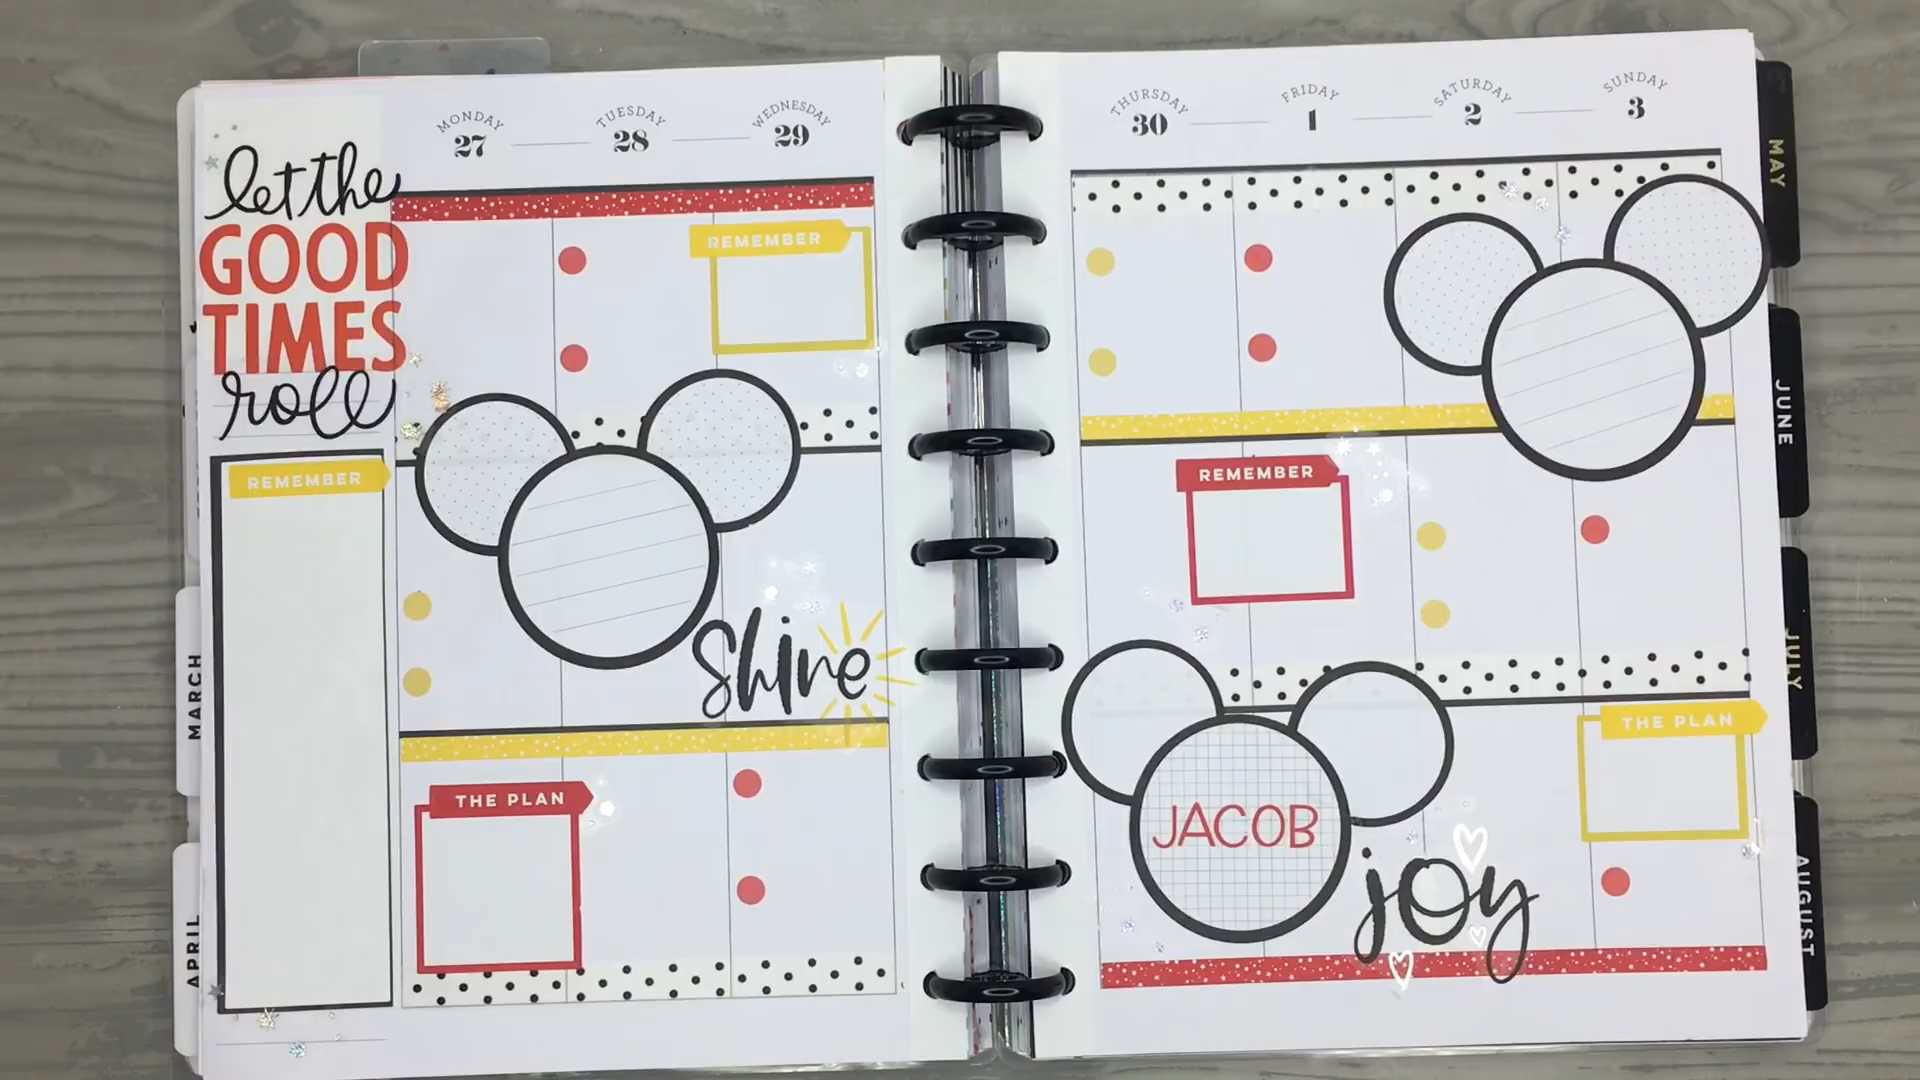 MONDAY
27
TUESDAY
28
WEDNESDAY
29
let the
GOOD
TIMES
roll
REMEMBER
REMEMBER
shine
THE PLAN
MARCH
APRIL
THURSDAY
30
FRIDAY
1
SATURDAY
2
SUNDAY
3
REMEMBER
THE PLAN
JACOB
joy
MAY
JUNE
JULY
AUGUST